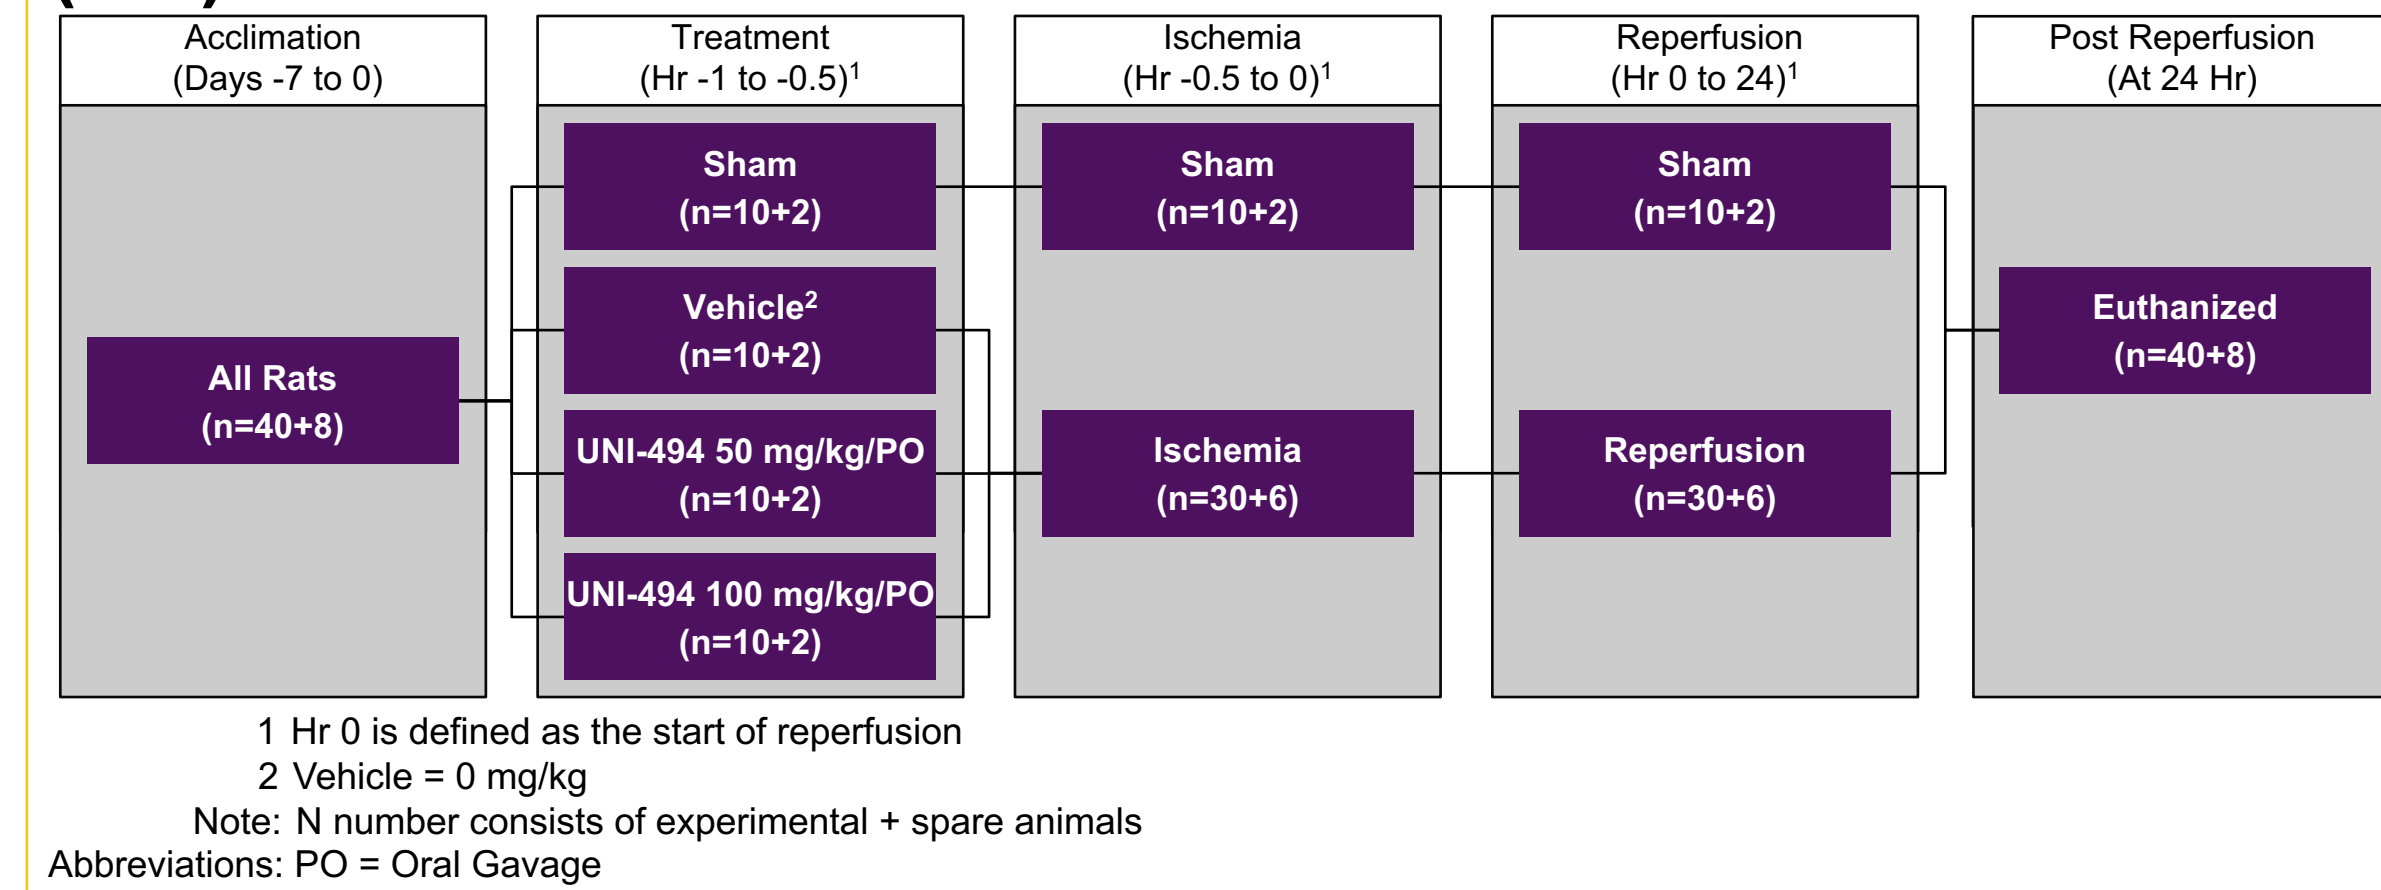 Acclimation
(Days -7 to 0)
Treatment
(Hr -1 to -0.5)¹
Ischemia
(Hr -0.5 to 0)¹
Reperfusion
(Hr 0 to 24)¹
Post Reperfusion
(At 24 Hr)
All Rats
(n=40+8)
Sham
(n=10+2)
Vehicle²
(n=10+2)
UNI-494 50 mg/kg/PO
(n=10+2)
UNI-494 100 mg/kg/PO
(n=10+2)
Sham
(n=10+2)
Ischemia
(n=30+6)
Sham
(n=10+2)
Reperfusion
(n=30+6)
Euthanized
(n=40+8)
1 Hr 0 is defined as the start of reperfusion
2 Vehicle = 0 mg/kg
Note: N number consists of experimental + spare animals
Abbreviations: PO = Oral Gavage